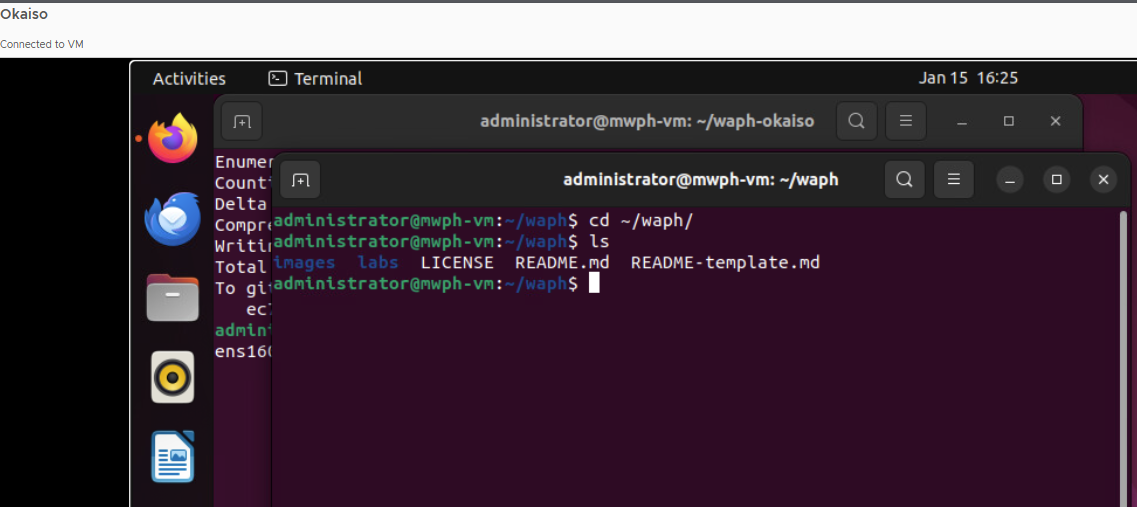 Okaiso
Connected to VM
Activities Terminal Jan 15 16:25
administrator@mwph-vm: ~/waph-okaiso
Enumer
Count
Delta
Compre
Writin
Total
To gi
ec
admin
ens160
administrator@mwph-vm: ~/waph
administrator@mwph-vm:~/waph$ cd ~/waph/
administrator@mwph-vm:~/waph$ ls
images labs LICENSE README.md README-template.md
administrator@mwph-vm:~/waph$